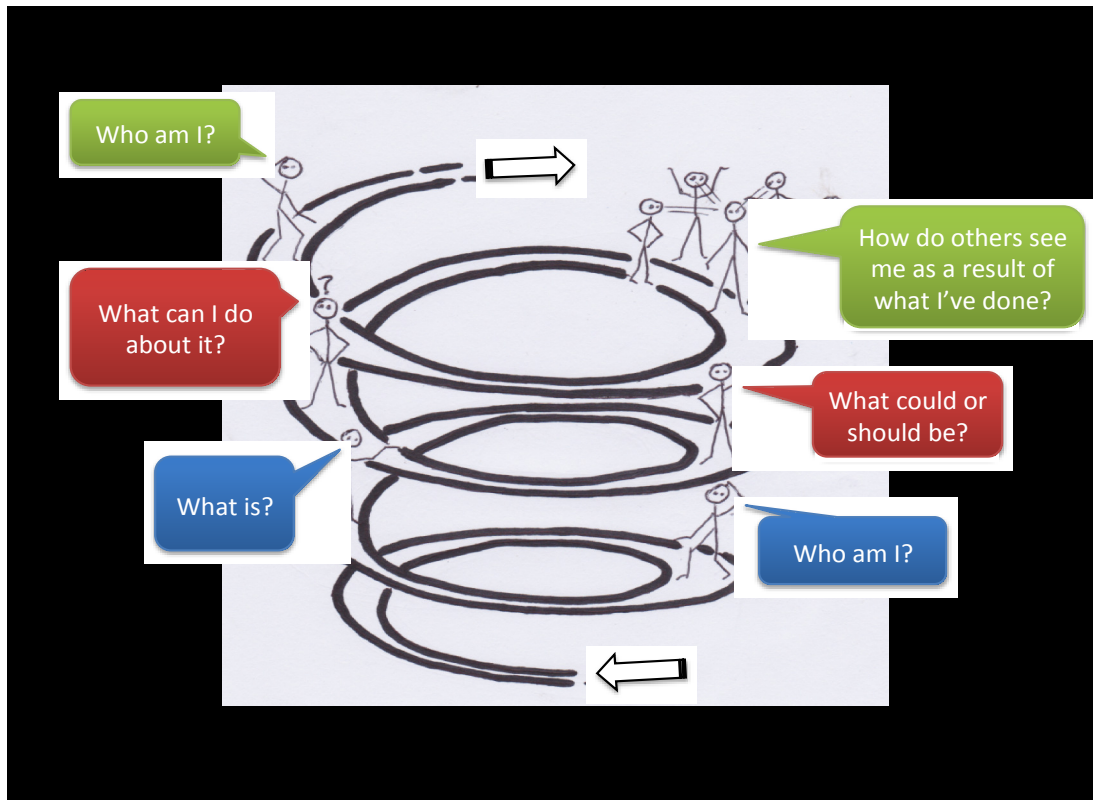 Who am I?
How do others see
me as a result of
what I've done?
What can I do
about it?
?
What could or
should be?
What is?
Who am I?